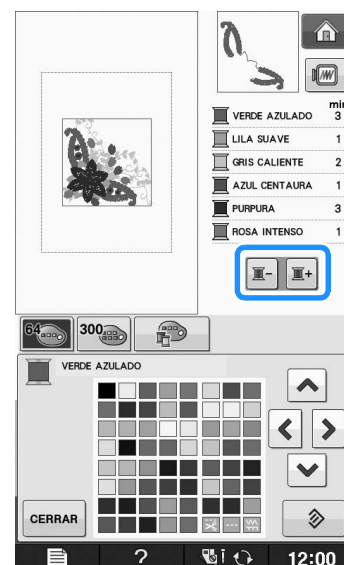 min
VERDE AZULADO 3
LILA SUAVE 1
GRIS CALIENTE 2
AZUL CENTAURA 1
PURPURA 3
ROSA INTENSO 1
- +
64 300
VERDE AZULADO
CERRAR
? 12:00